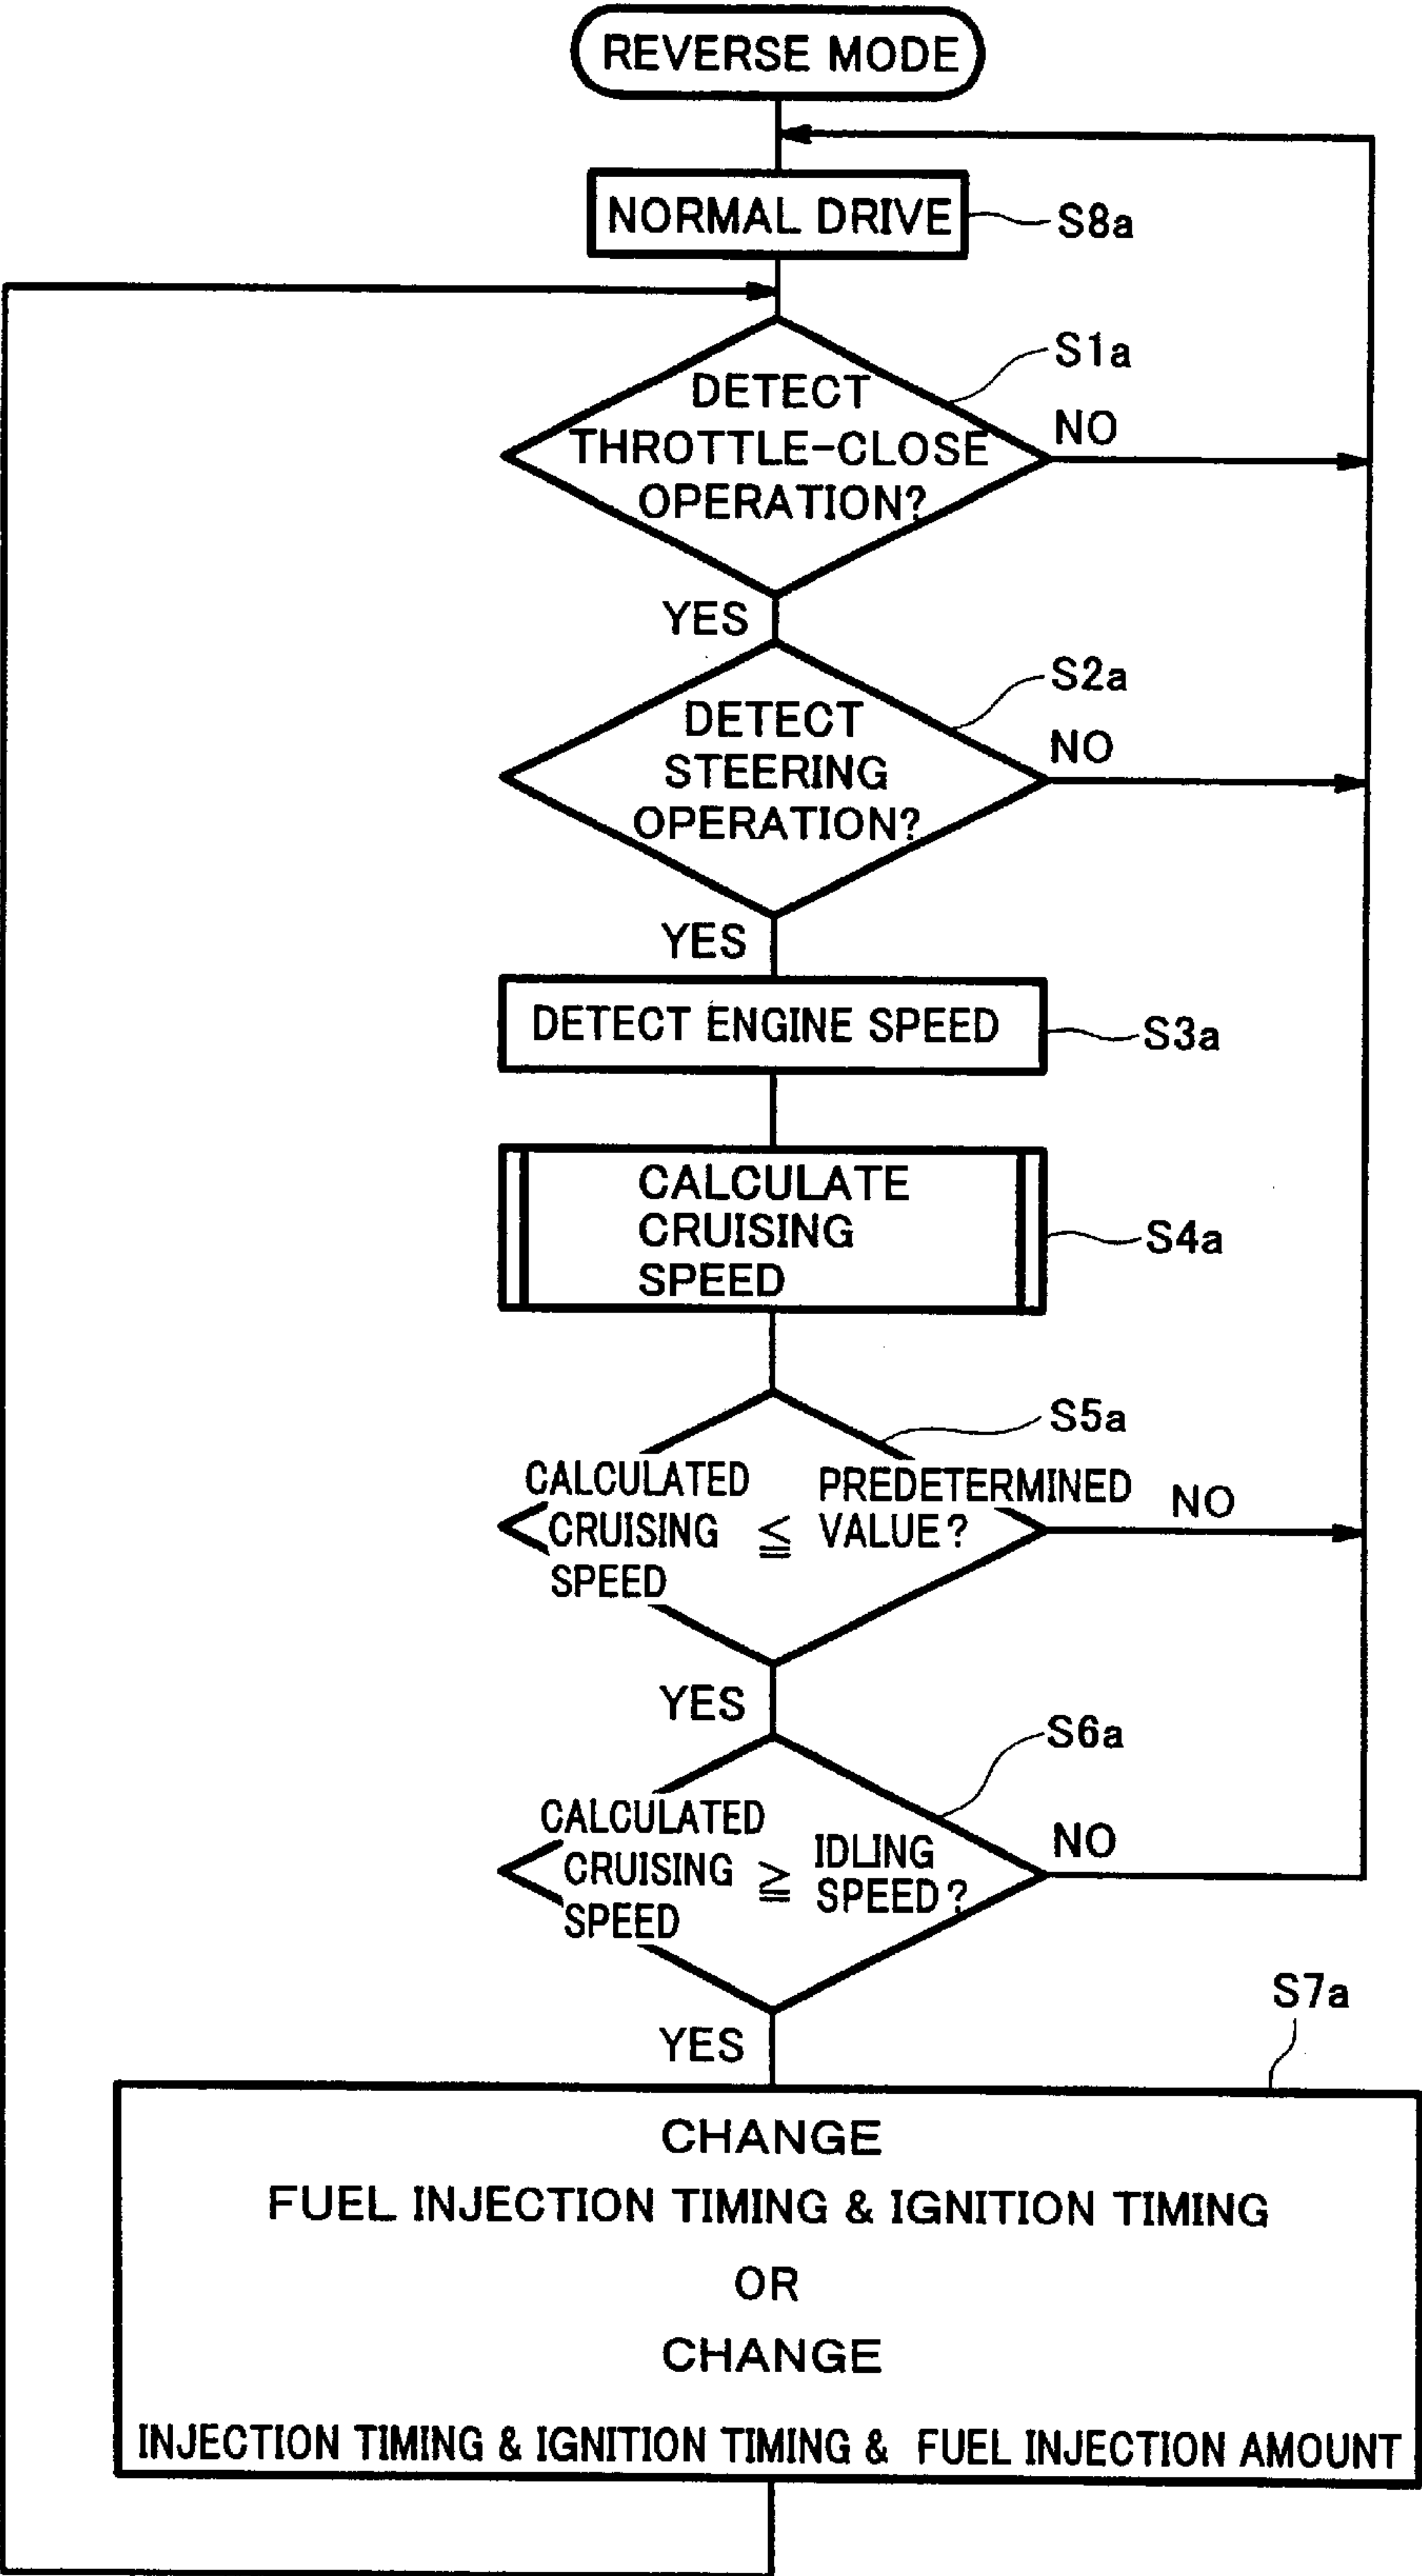 REVERSE MODE
NORMAL DRIVE
S8a
S1a
DETECT
THROTTLE-CLOSE
OPERATION?
NO
YES
S2a
DETECT
STEERING
OPERATION?
NO
YES
DETECT ENGINE SPEED
S3a
CALCULATE
CRUISING
SPEED
S4a
S5a
CALCULATED
CRUISING
SPEED
≦
PREDETERMINED
VALUE?
NO
YES
S6a
CALCULATED
CRUISING
SPEED
≧
IDLING
SPEED?
NO
YES
S7a
CHANGE
FUEL INJECTION TIMING & IGNITION TIMING
OR
CHANGE
INJECTION TIMING & IGNITION TIMING & FUEL INJECTION AMOUNT